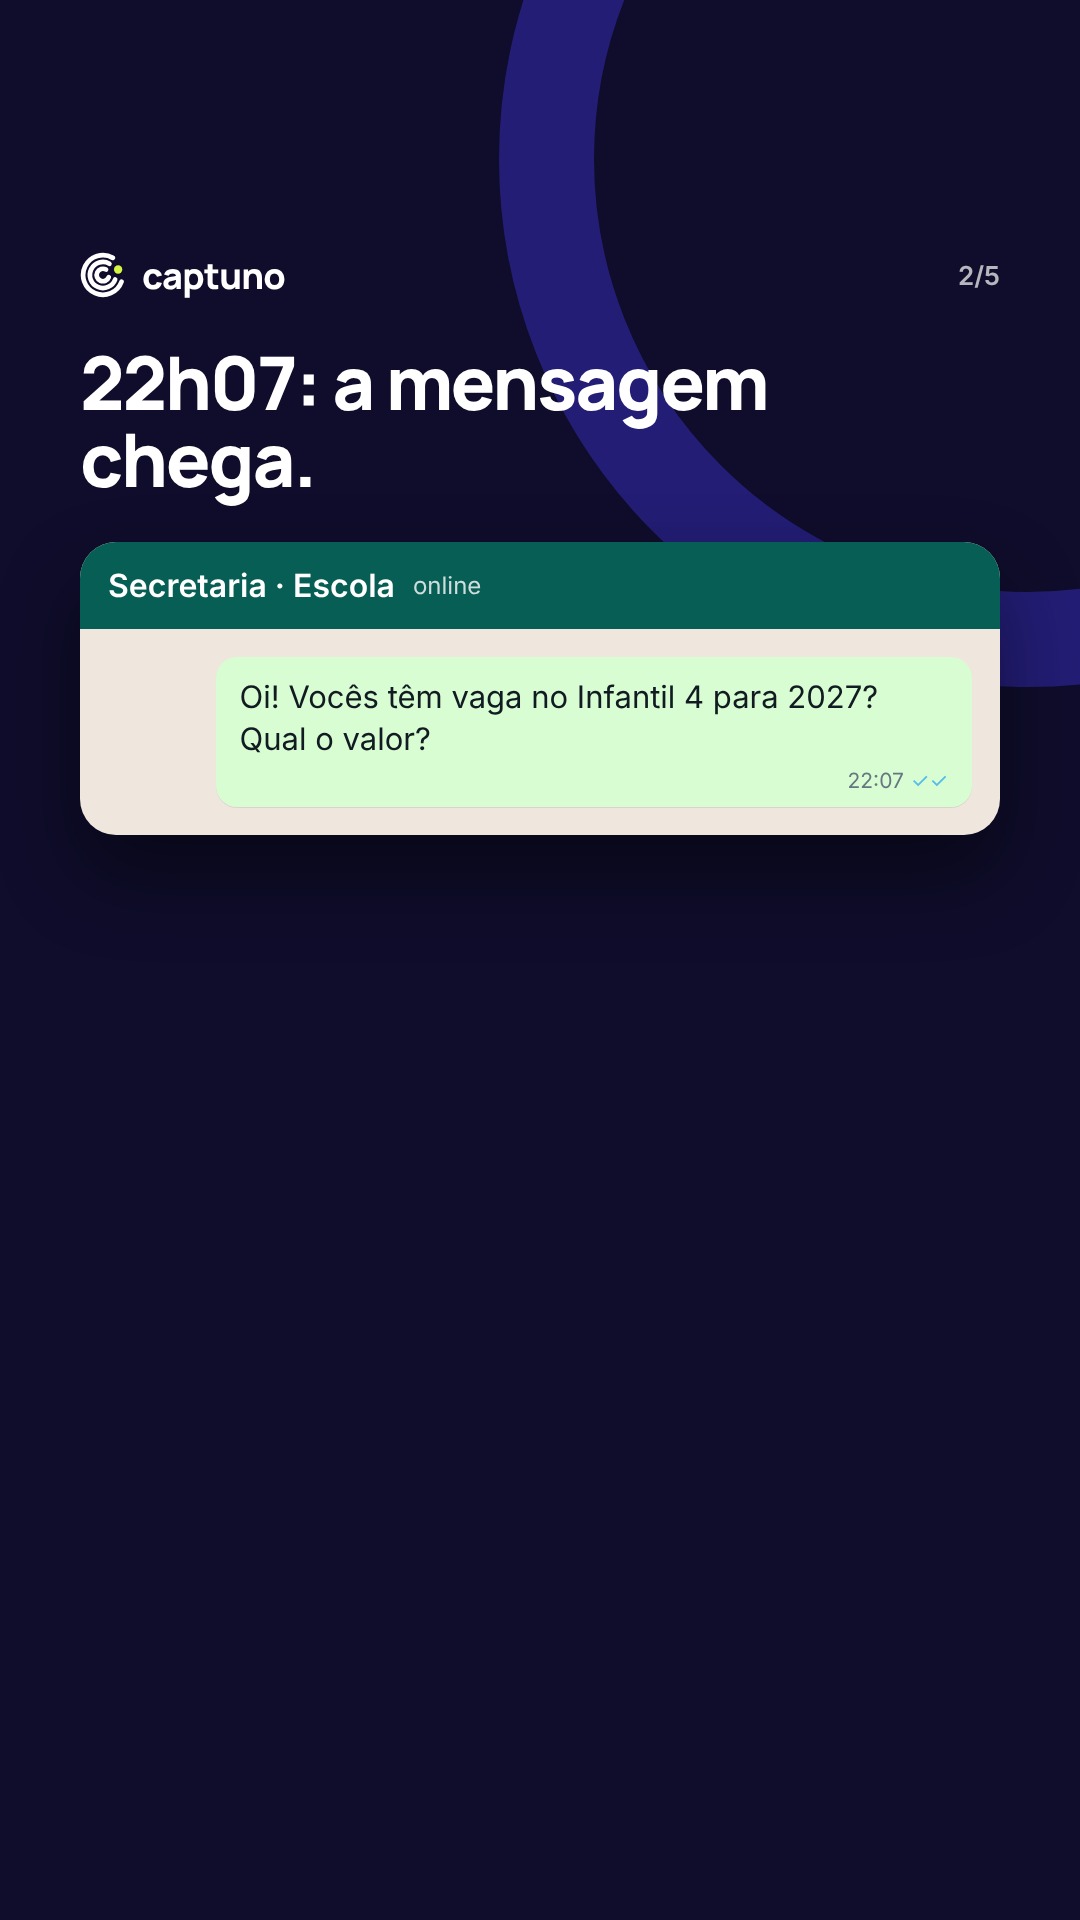 captuno
2/5
22h07: a mensagem
chega.
Secretaria · Escola online
Oi! Vocês têm vaga no Infantil 4 para 2027?
Qual o valor?
22:07 ✓✓